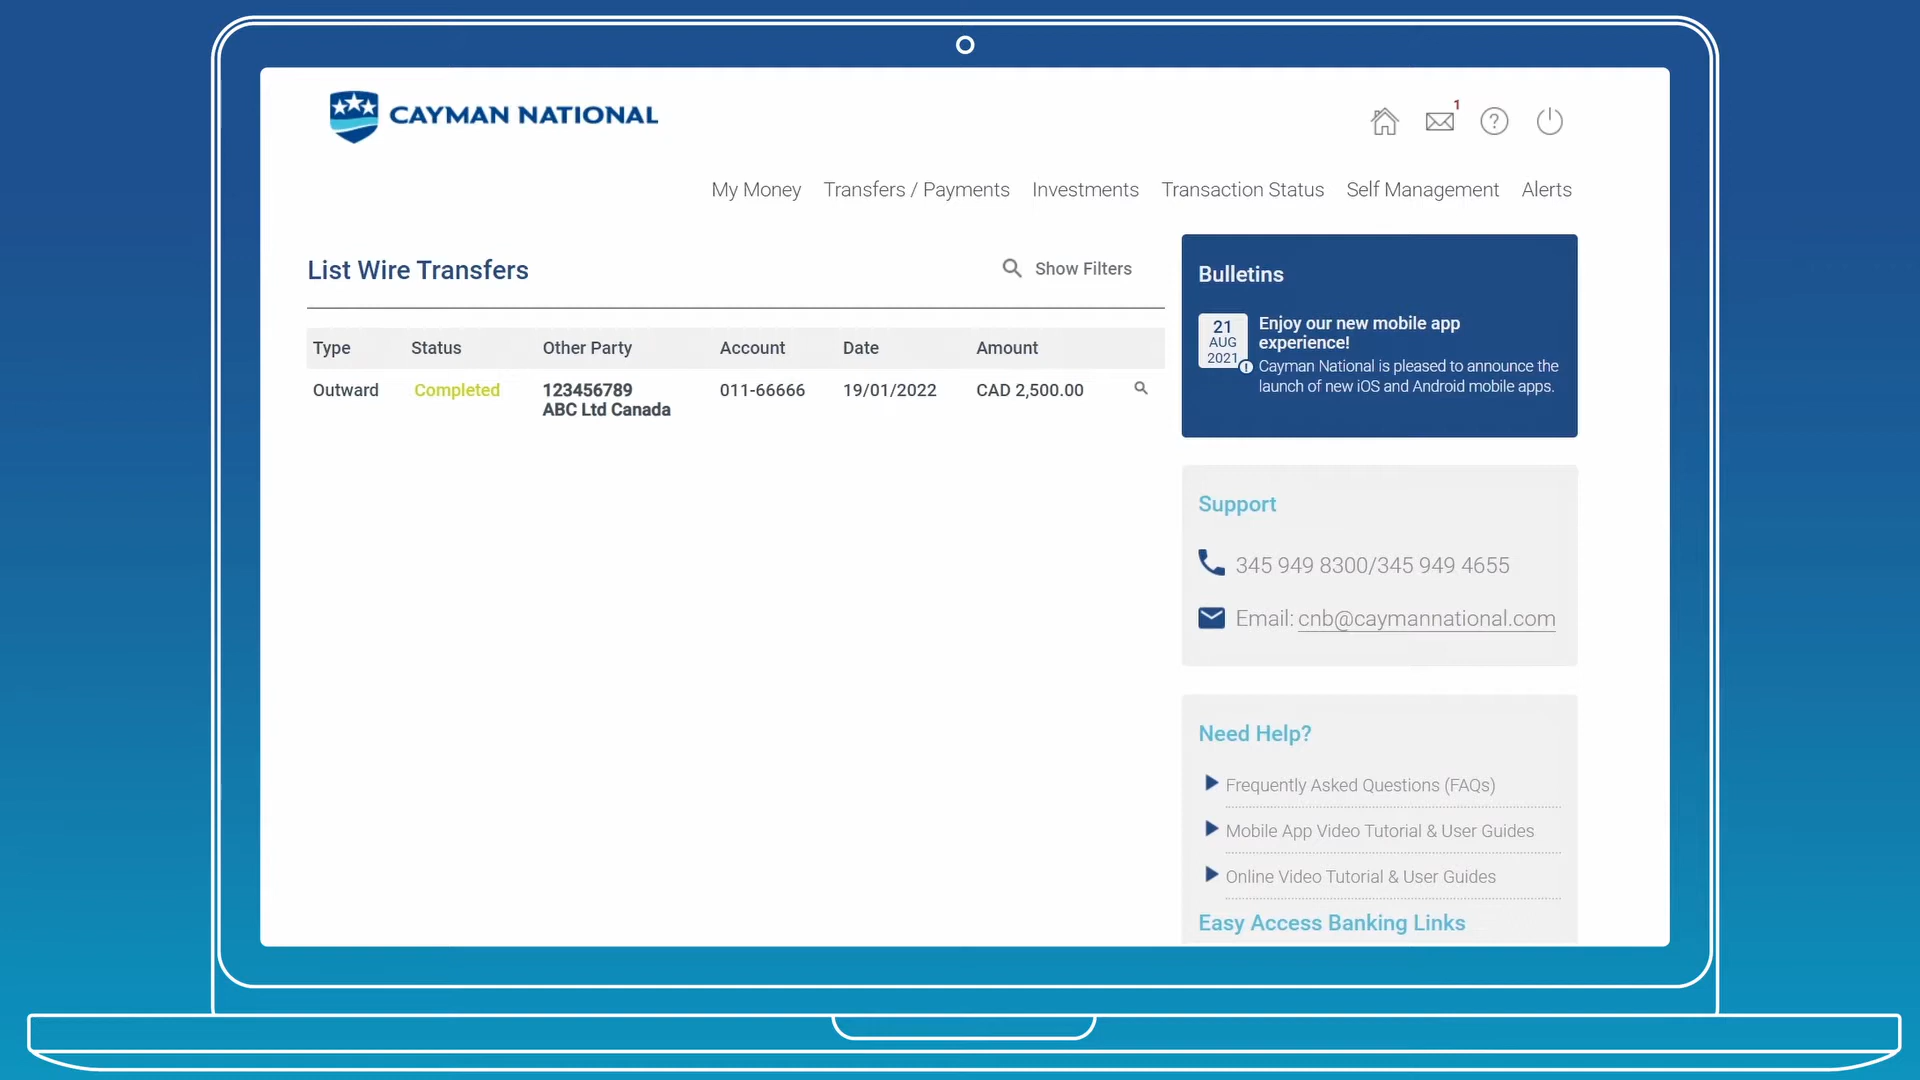 CAYMAN NATIONAL
1
?
My Money Transfers / Payments Investments Transaction Status Self Management Alerts
List Wire Transfers
Show Filters
Type Status Other Party Account Date Amount
Outward Completed 123456789 011-66666 19/01/2022 CAD 2,500.00
ABC Ltd Canada
Bulletins
21
AUG
2021
Enjoy our new mobile app
experience!
Cayman National is pleased to announce the
launch of new iOS and Android mobile apps.
Support
345 949 8300/345 949 4655
Email: cnb@caymannational.com
Need Help?
Frequently Asked Questions (FAQs)
Mobile App Video Tutorial & User Guides
Online Video Tutorial & User Guides
Easy Access Banking Links